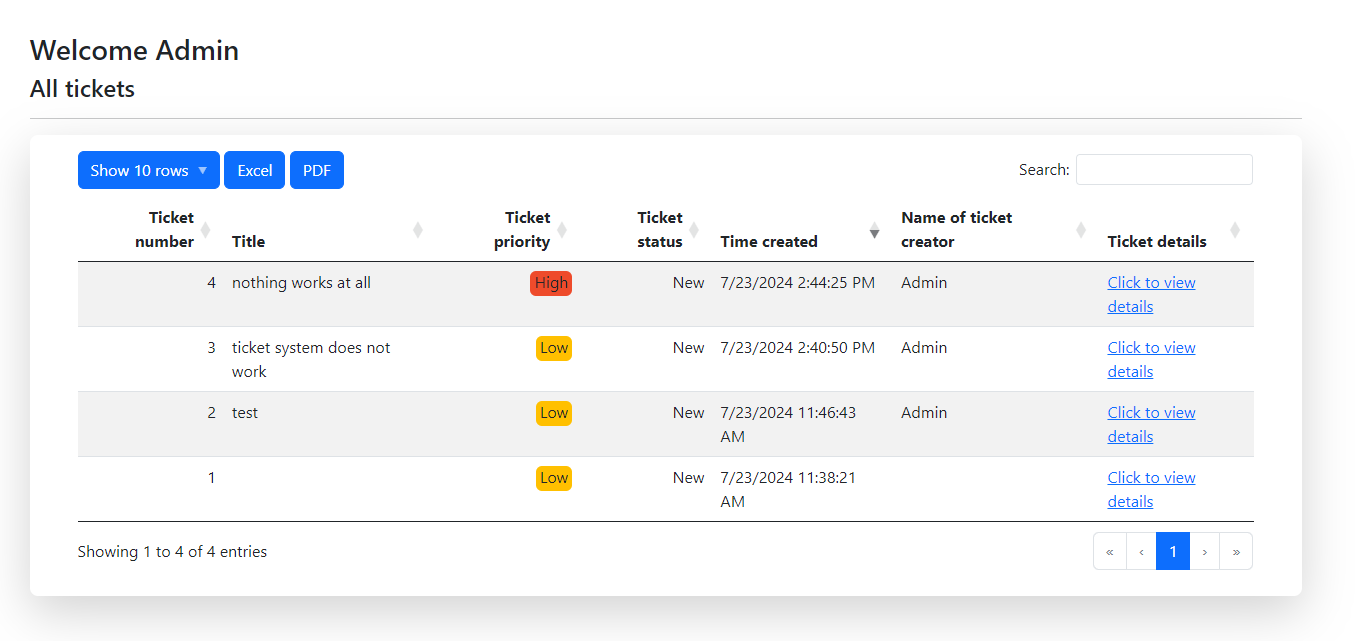 Welcome Admin
All tickets
Show 10 rows ▼ Excel PDF Search:
Ticket number Title Ticket priority Ticket status Time created Name of ticket creator Ticket details
4 nothing works at all High New 7/23/2024 2:44:25 PM Admin Click to view details
3 ticket system does not work Low New 7/23/2024 2:40:50 PM Admin Click to view details
2 test Low New 7/23/2024 11:46:43 AM Admin Click to view details
1 Low New 7/23/2024 11:38:21 AM Click to view details
Showing 1 to 4 of 4 entries « ‹ 1 › »